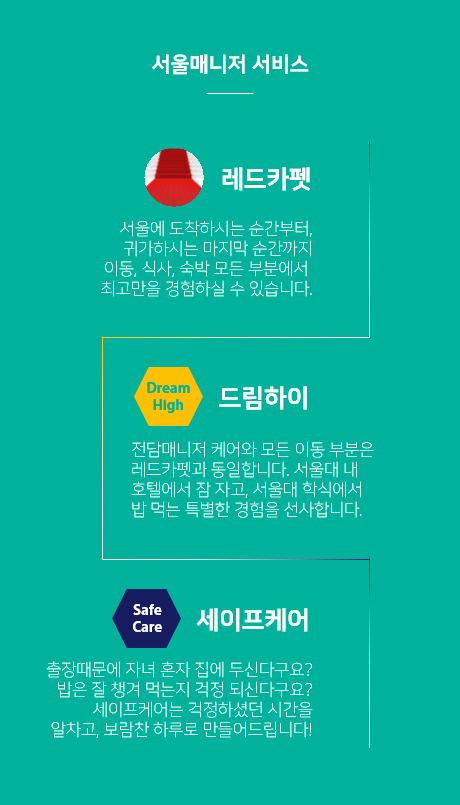 서울매니저 서비스
레드카펫
서울에 도착하시는 순간부터,
귀가하시는 마지막 순간까지
이동, 식사, 숙박 모든 부분에서
최고만을 경험하실 수 있습니다.
Dream
High
드림하이
전담매니저 케어와 모든 이동 부분은
레드카펫과 동일합니다. 서울대 내
호텔에서 잠 자고, 서울대 학식에서
밥 먹는 특별한 경험을 선사합니다.
Safe
Care
세이프케어
출장때문에 자녀 혼자 집에 두신다구요?
밥은 잘 챙겨 먹는지 걱정 되신다구요?
세이프케어는 걱정하셨던 시간을
알차고, 보람찬 하루로 만들어드립니다!